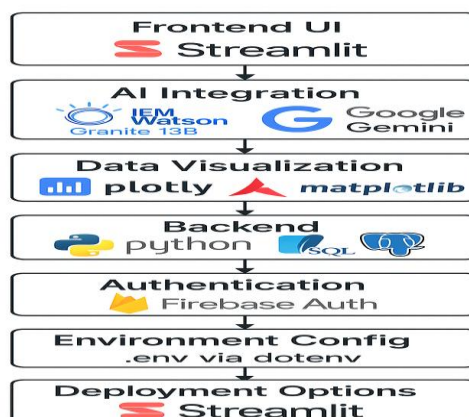 Frontend UI
Streamlit
AI Integration
IEM
Watson
Granite 13B
Google
Gemini
Data Visualization
plotly
matplotlib
Backend
python
SQL
Authentication
Firebase Auth
Environment Config
.env via dotenv
Deployment Options
Streamlit